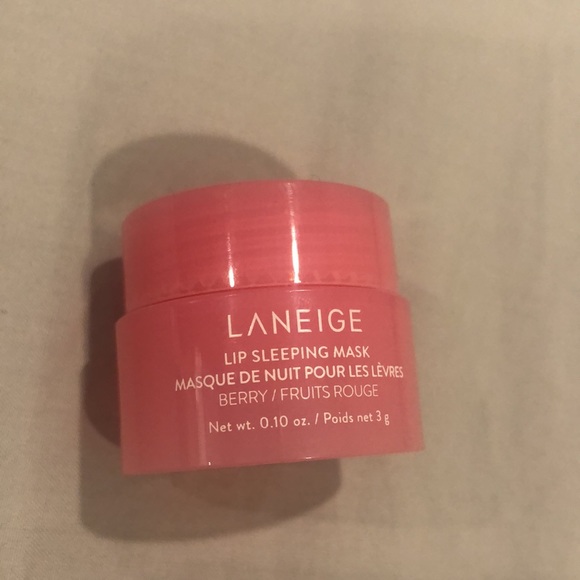 LANEIGE
LIP SLEEPING MASK
MASQUE DE NUIT POUR LES LÈVRES
BERRY / FRUITS ROUGE
Net wt. 0.10 oz. / Poids net 3 g